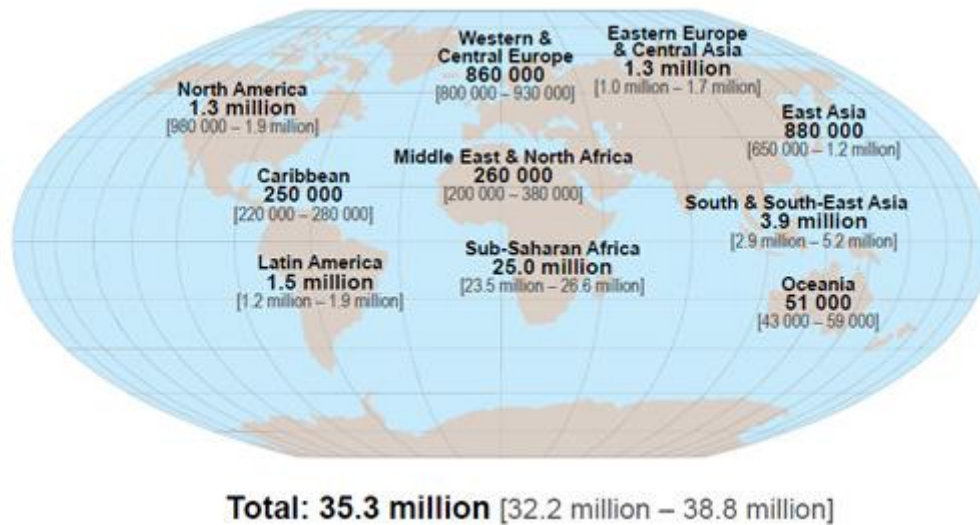 Western &
Central Europe
860 000
[800 000 – 930 000]
Eastern Europe
& Central Asia
1.3 million
[1.0 million – 1.7 million]
North America
1.3 million
[980 000 – 1.9 million]
East Asia
880 000
[650 000 – 1.2 million]
Middle East & North Africa
260 000
[200 000 – 380 000]
Caribbean
250 000
[220 000 – 280 000]
South & South-East Asia
3.9 million
[2.9 million – 5.2 million]
Sub-Saharan Africa
25.0 million
[23.5 million – 26.6 million]
Latin America
1.5 million
[1.2 million – 1.9 million]
Oceania
51 000
[43 000 – 59 000]
Total: 35.3 million [32.2 million – 38.8 million]